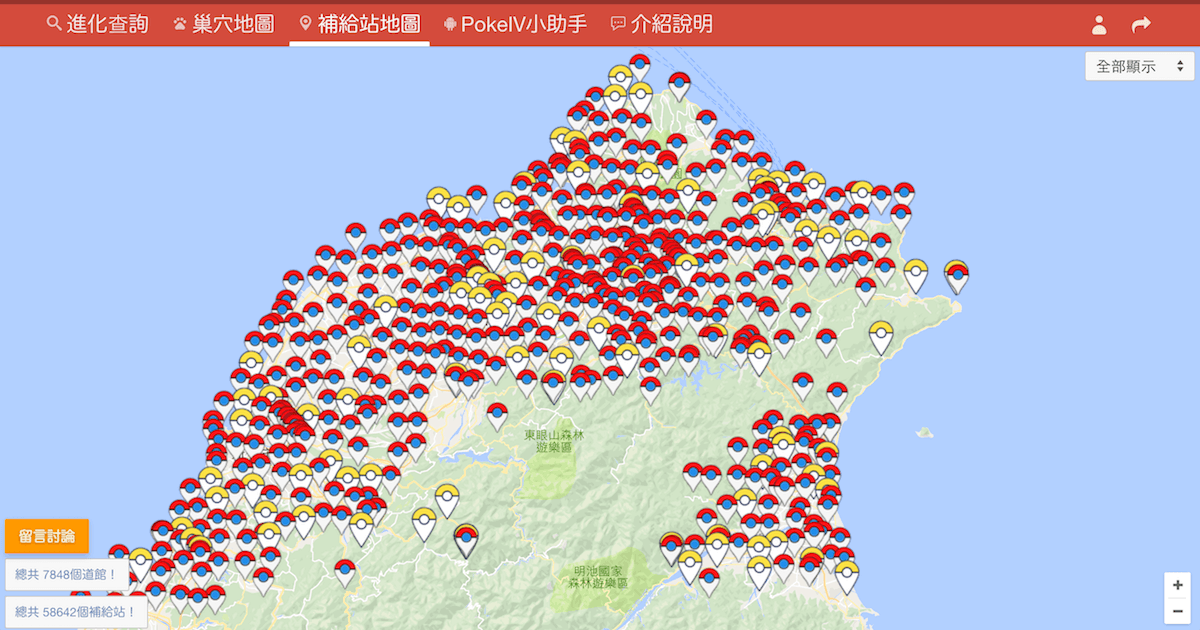 進化查詢 巢穴地圖 補給站地圖 PokeIV小助手 介紹說明
全部顯示
東眼山森林
遊樂區
明池國家
森林遊樂區
留言討論
總共 7848個道館！
總共 58642個補給站！
+
−